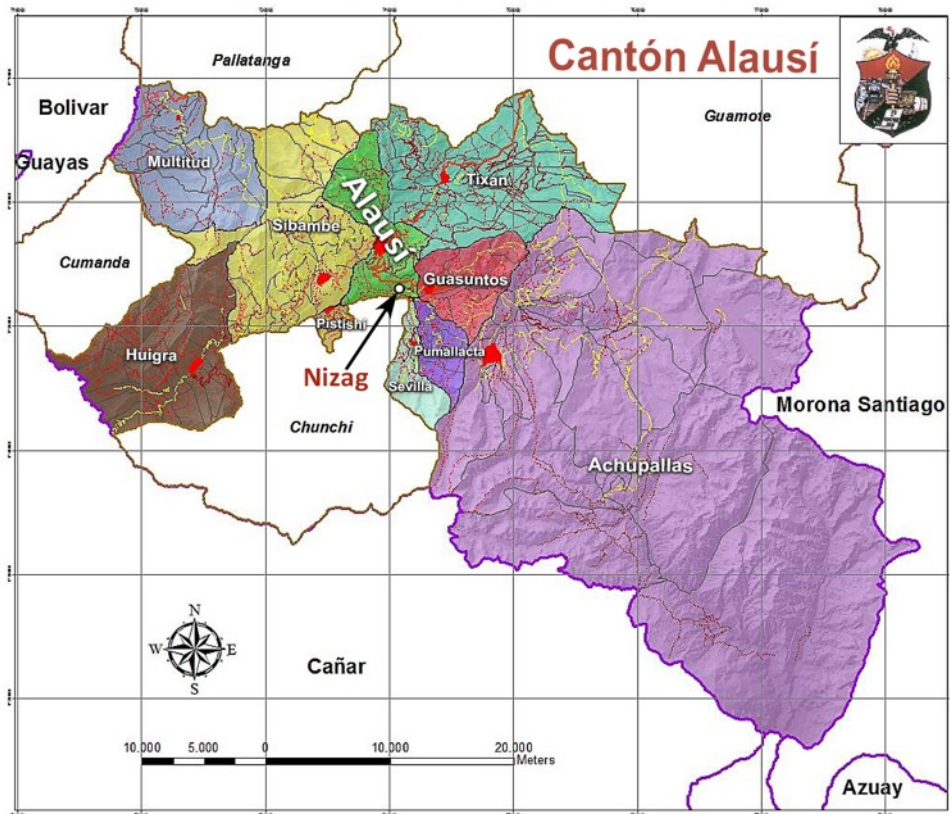 Cantón Alausí
Pallatanga
Bolivar
Guamote
Guayas
Multitud
Tixán
Alausí
Sibambe
Cumanda
Guasuntos
Pistishi
Huigra
Pumallacta
Nizag
Sevilla
Morona Santiago
Chunchi
Achupallas
N
W E
S
Cañar
10.000 5.000 0 10.000 20.000
Meters
Azuay